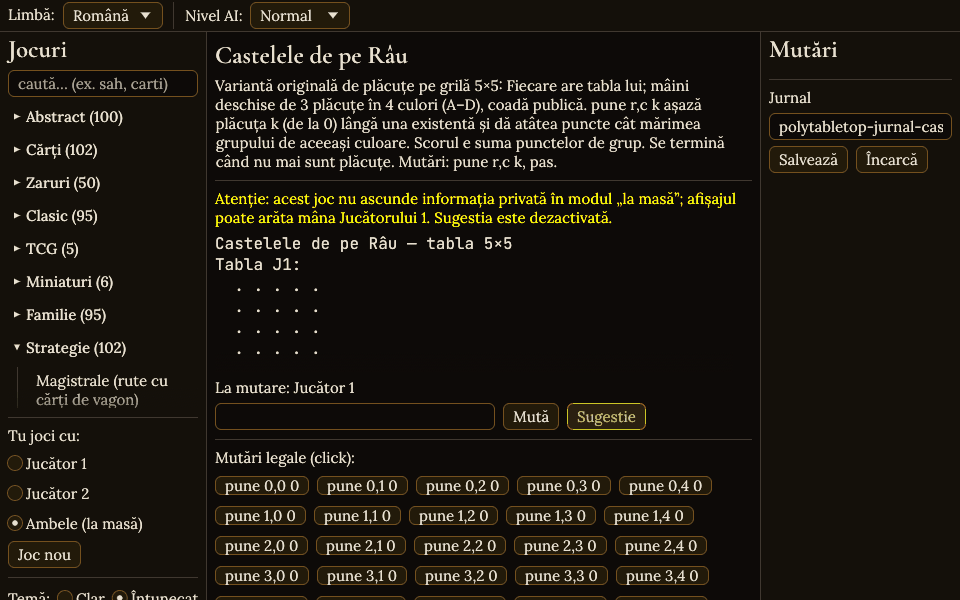 Limbă: Română Nivel AI: Normal
Jocuri
caută... (ex. sah, carti)
Abstract (100)
Cărți (102)
Zaruri (50)
Clasic (95)
TCG (5)
Miniaturi (6)
Familie (95)
Strategie (102)
Magistrale (rute cu
cărți de vagon)
Tu joci cu:
Jucător 1
Jucător 2
Ambele (la masă)
Joc nou
Temă: Clar Întunecat
Castelele de pe Râu
Variantă originală de plăcuțe pe grilă 5×5: Fiecare are tabla lui; mâini
deschise de 3 plăcuțe în 4 culori (A–D), coadă publică. pune r,c k așază
plăcuța k (de la 0) lângă una existentă și dă atâtea puncte cât mărimea
grupului de aceeași culoare. Scorul e suma punctelor de grup. Se termină
când nu mai sunt plăcuțe. Mutări: pune r,c k, pas.
Atenție: acest joc nu ascunde informația privată în modul „la masă”; afișajul
poate arăta mâna Jucătorului 1. Sugestia este dezactivată.
Castelele de pe Râu — tabla 5×5
Tabla J1:
. . . . .
. . . . .
. . . . .
. . . . .
La mutare: Jucător 1
Mută Sugestie
Mutări legale (click):
pune 0,0 0 pune 0,1 0 pune 0,2 0 pune 0,3 0 pune 0,4 0
pune 1,0 0 pune 1,1 0 pune 1,2 0 pune 1,3 0 pune 1,4 0
pune 2,0 0 pune 2,1 0 pune 2,2 0 pune 2,3 0 pune 2,4 0
pune 3,0 0 pune 3,1 0 pune 3,2 0 pune 3,3 0 pune 3,4 0
Mutări
Jurnal
polytabletop-jurnal-cas
Salvează Încarcă